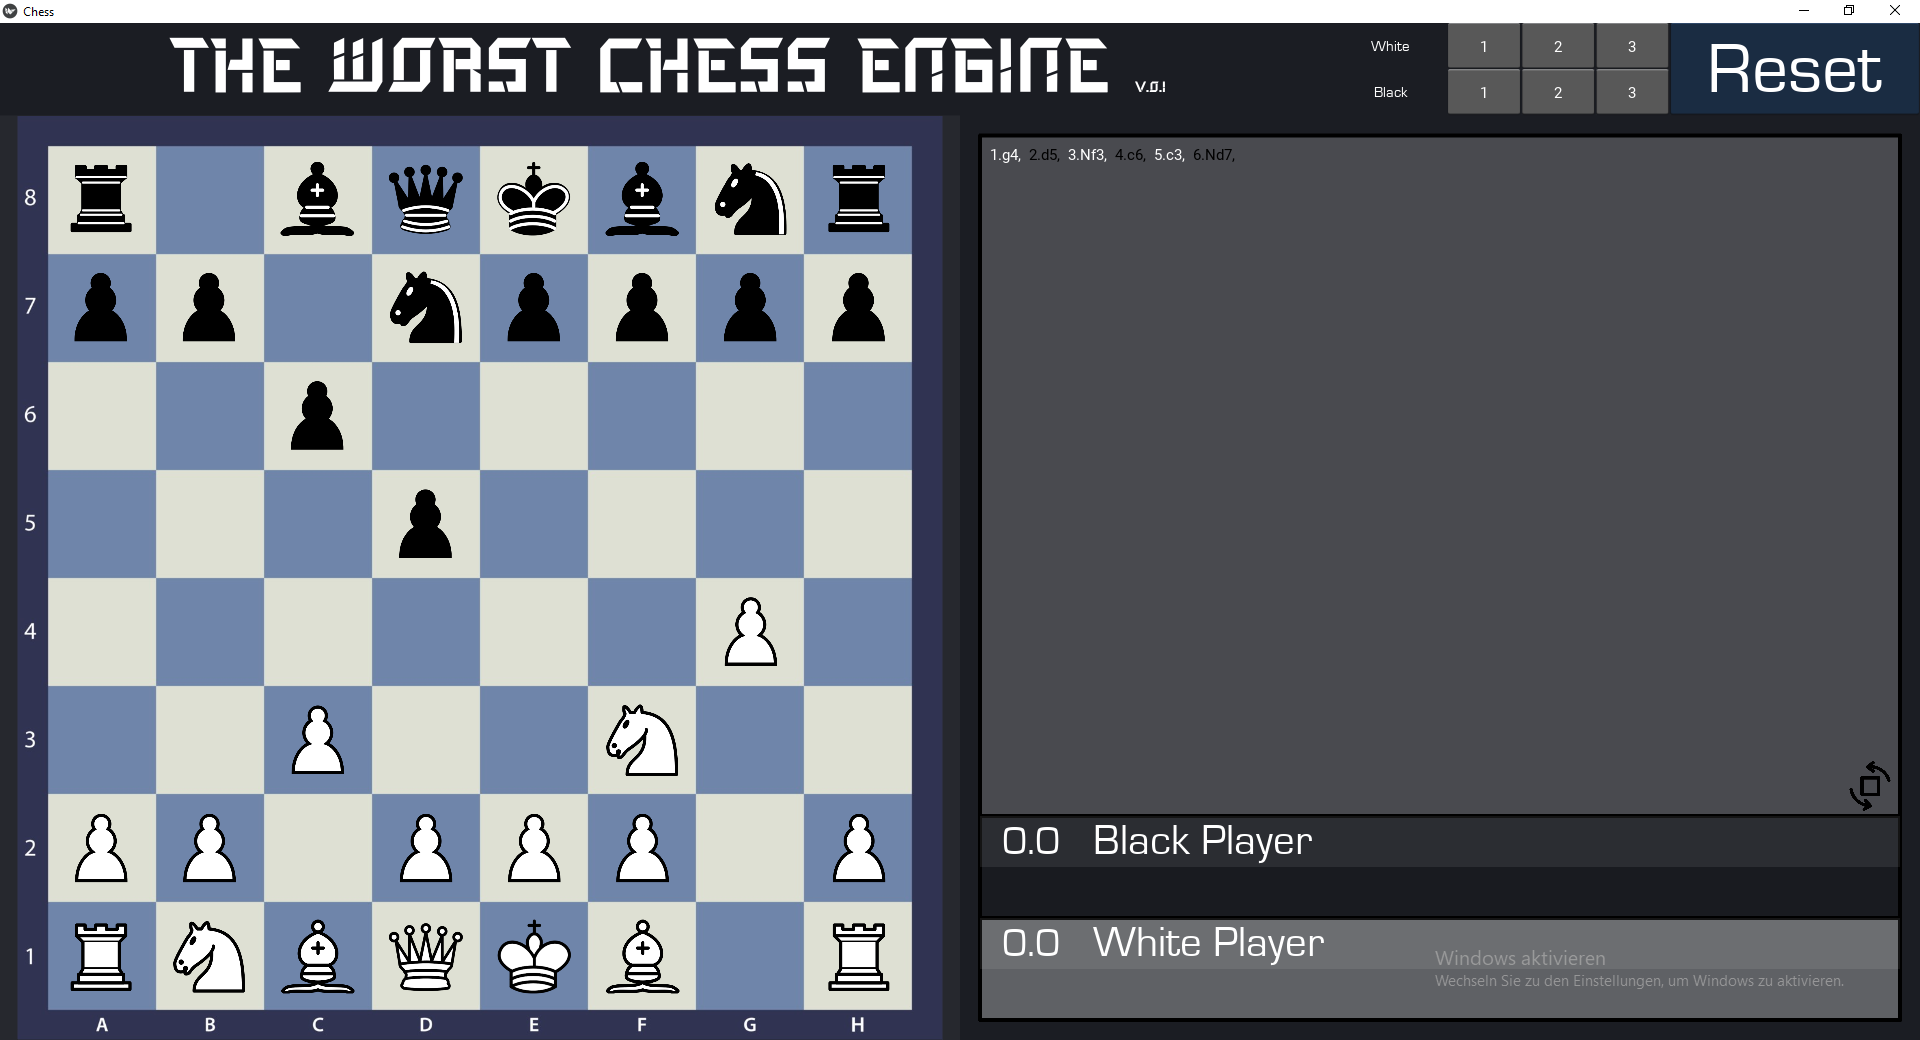 Chess
THE WORST CHESS ENGINE V.0.1
White 1 2 3
Black 1 2 3
Reset
1.g4, 2.d5, 3.Nf3, 4.c6, 5.c3, 6.Nd7,
8
7
6
5
4
3
2
1
A B C D E F G H
0.0 Black Player
0.0 White Player
Windows aktivieren
Wechseln Sie zu den Einstellungen, um Windows zu aktivieren.